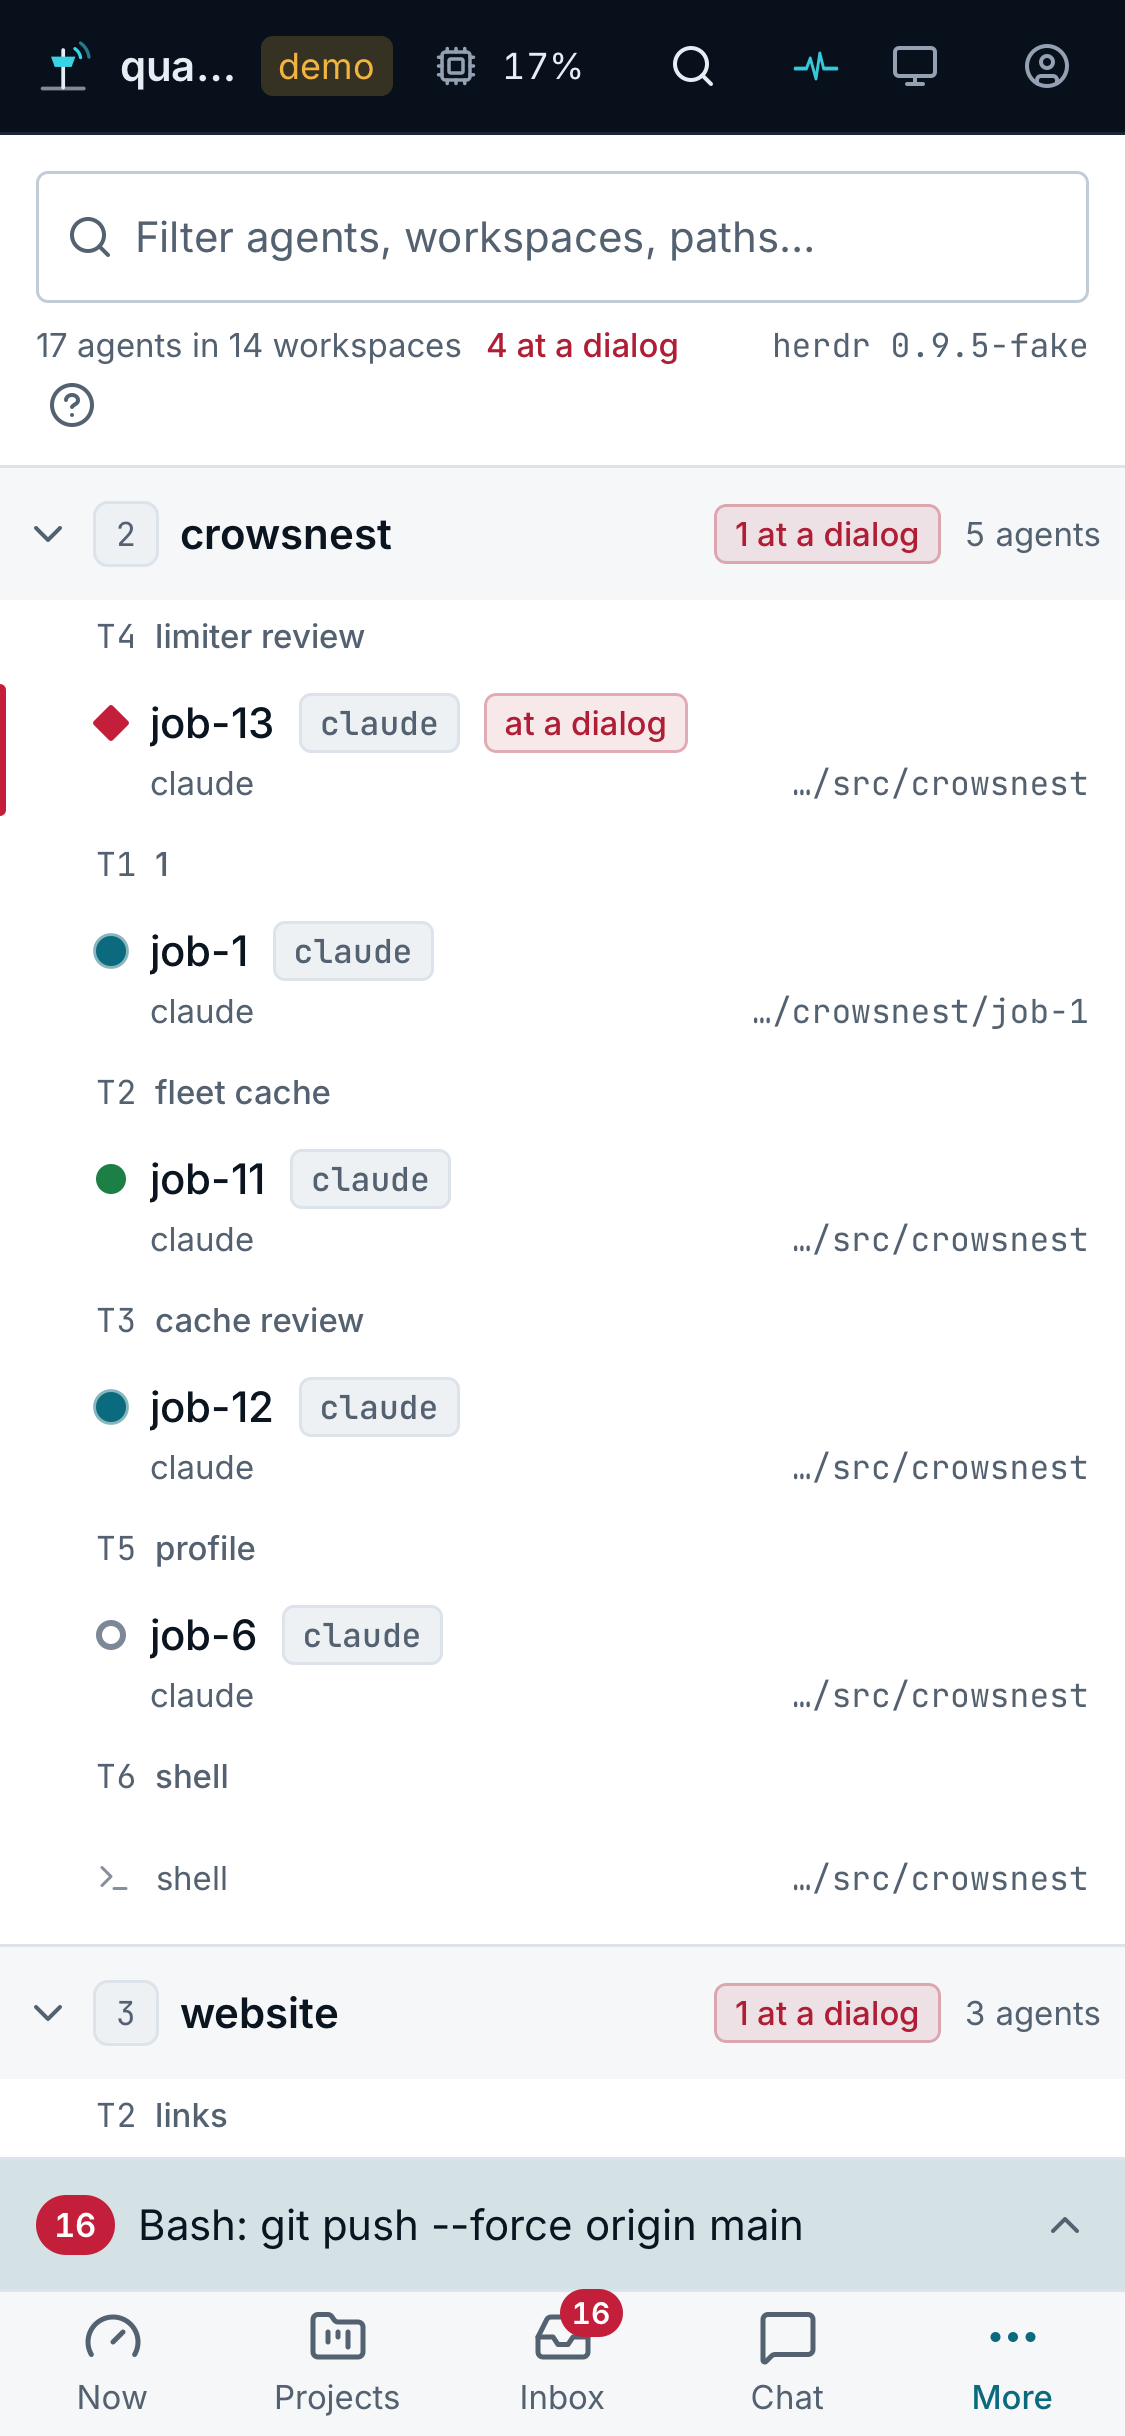 qua... demo 17%
Filter agents, workspaces, paths...
17 agents in 14 workspaces 4 at a dialog herdr 0.9.5-fake
2 crowsnest 1 at a dialog 5 agents
T4 limiter review
job-13 claude at a dialog
claude …/src/crowsnest
T1 1
job-1 claude
claude …/crowsnest/job-1
T2 fleet cache
job-11 claude
claude …/src/crowsnest
T3 cache review
job-12 claude
claude …/src/crowsnest
T5 profile
job-6 claude
claude …/src/crowsnest
T6 shell
shell …/src/crowsnest
3 website 1 at a dialog 3 agents
T2 links
16 Bash: git push --force origin main
16
Now Projects Inbox Chat More